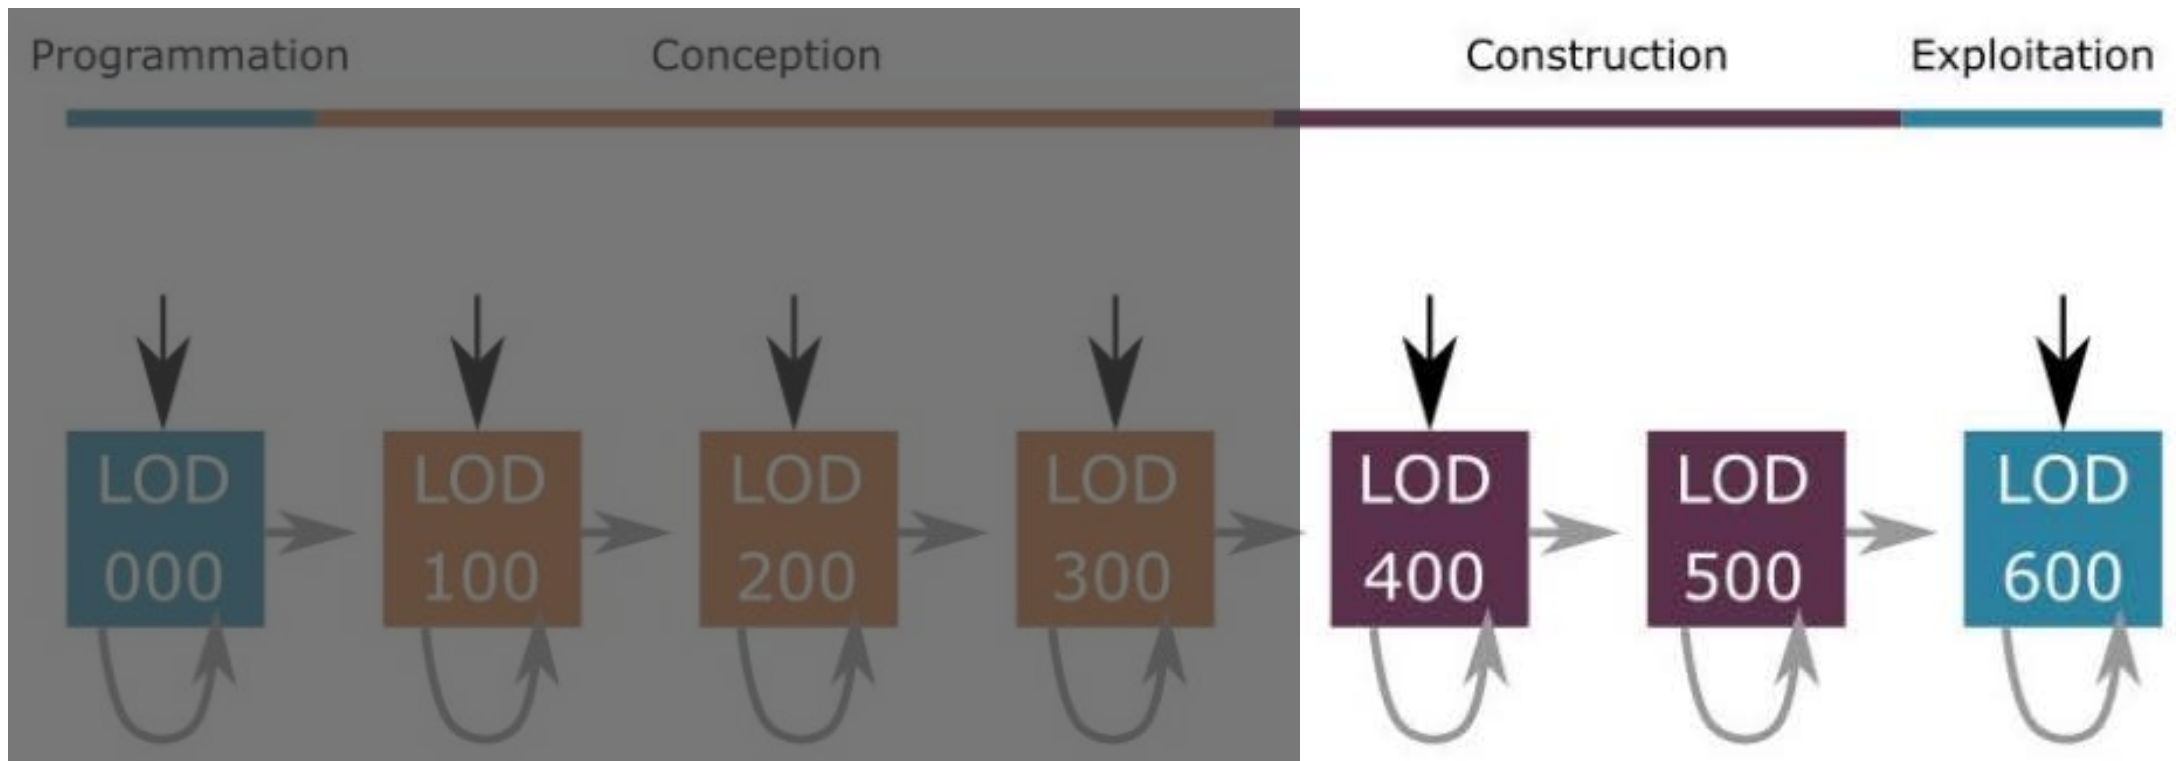 Programmation Conception Construction Exploitation
LOD LOD LOD LOD LOD LOD LOD
000 100 200 300 400 500 600